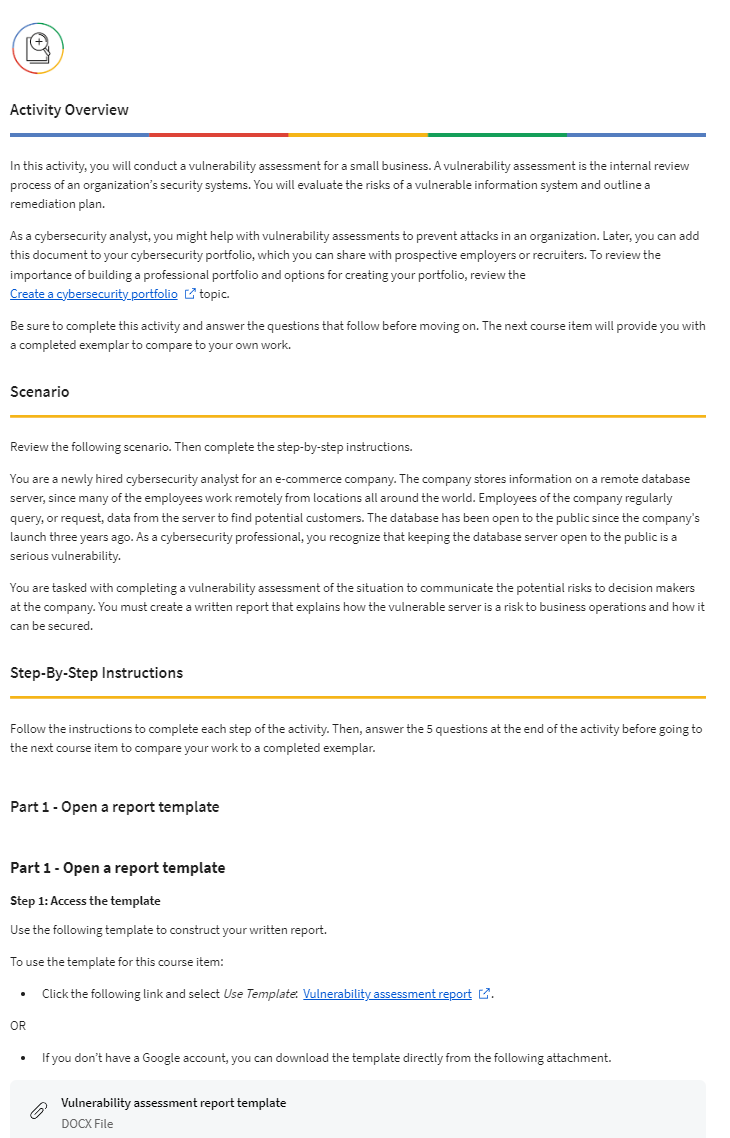 Activity Overview
In this activity, you will conduct a vulnerability assessment for a small business. A vulnerability assessment is the internal review
process of an organization's security systems. You will evaluate the risks of a vulnerable information system and outline a
remediation plan.
As a cybersecurity analyst, you might help with vulnerability assessments to prevent attacks in an organization. Later, you can add
this document to your cybersecurity portfolio, which you can share with prospective employers or recruiters. To review the
importance of building a professional portfolio and options for creating your portfolio, review the
Create a cybersecurity portfolio topic.
Be sure to complete this activity and answer the questions that follow before moving on. The next course item will provide you with
a completed exemplar to compare to your own work.
Scenario
Review the following scenario. Then complete the step-by-step instructions.
You are a newly hired cybersecurity analyst for an e-commerce company. The company stores information on a remote database
server, since many of the employees work remotely from locations all around the world. Employees of the company regularly
query, or request, data from the server to find potential customers. The database has been open to the public since the company's
launch three years ago. As a cybersecurity professional, you recognize that keeping the database server open to the public is a
serious vulnerability.
You are tasked with completing a vulnerability assessment of the situation to communicate the potential risks to decision makers
at the company. You must create a written report that explains how the vulnerable server is a risk to business operations and how it
can be secured.
Step-By-Step Instructions
Follow the instructions to complete each step of the activity. Then, answer the 5 questions at the end of the activity before going to
the next course item to compare your work to a completed exemplar.
Part 1 - Open a report template
Part 1 - Open a report template
Step 1: Access the template
Use the following template to construct your written report.
To use the template for this course item:
• Click the following link and select Use Template: Vulnerability assessment report .
OR
• If you don't have a Google account, you can download the template directly from the following attachment.
Vulnerability assessment report template
DOCX File